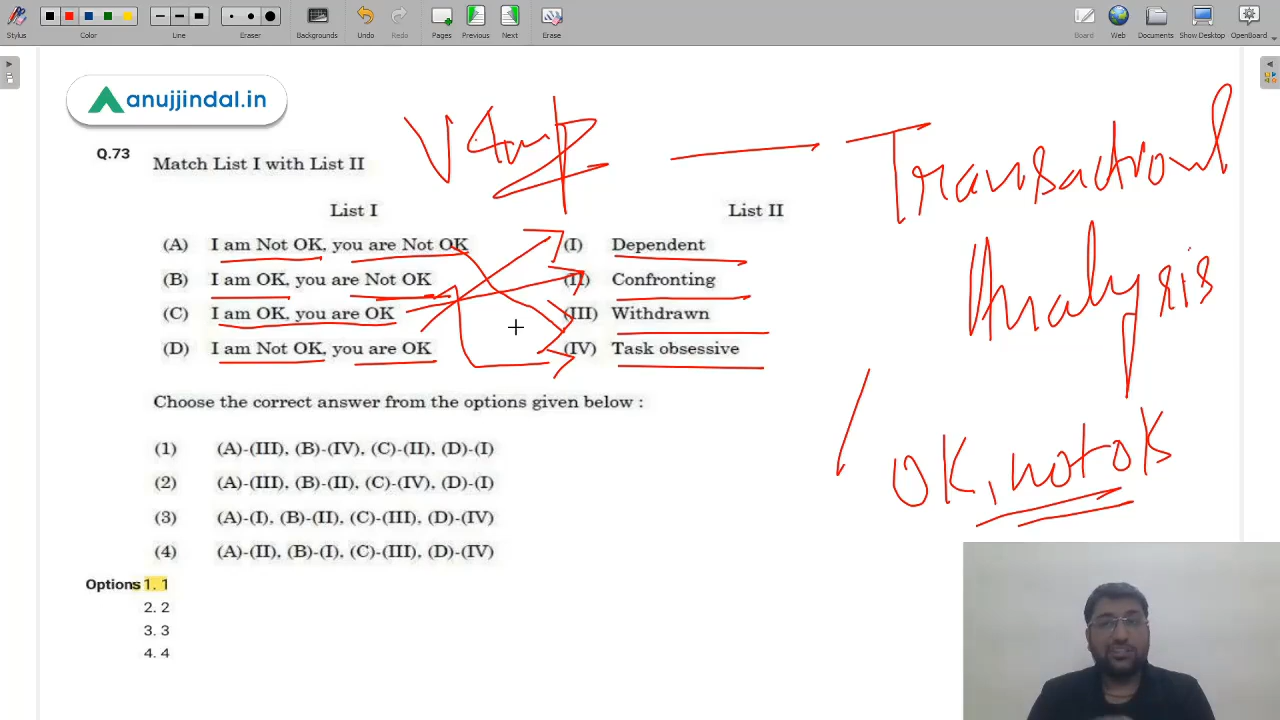 Stylus
Color
Line
Eraser
Backgrounds
Undo
Redo
Pages
Previous
Next
Erase
Board
Web
Documents
Show Desktop
OpenBoard
anujjindal.in
Q.73
Match List I with List II
List I List II
(A) I am Not OK, you are Not OK (I) Dependent
(B) I am OK, you are Not OK (II) Confronting
(C) I am OK, you are OK (III) Withdrawn
(D) I am Not OK, you are OK (IV) Task obsessive
Choose the correct answer from the options given below :
(1) (A)-(III), (B)-(IV), (C)-(II), (D)-(I)
(2) (A)-(III), (B)-(II), (C)-(IV), (D)-(I)
(3) (A)-(I), (B)-(II), (C)-(III), (D)-(IV)
(4) (A)-(II), (B)-(I), (C)-(III), (D)-(IV)
Options 1. 1
2. 2
3. 3
4. 4
Transactional
Analysis
OK, not ok